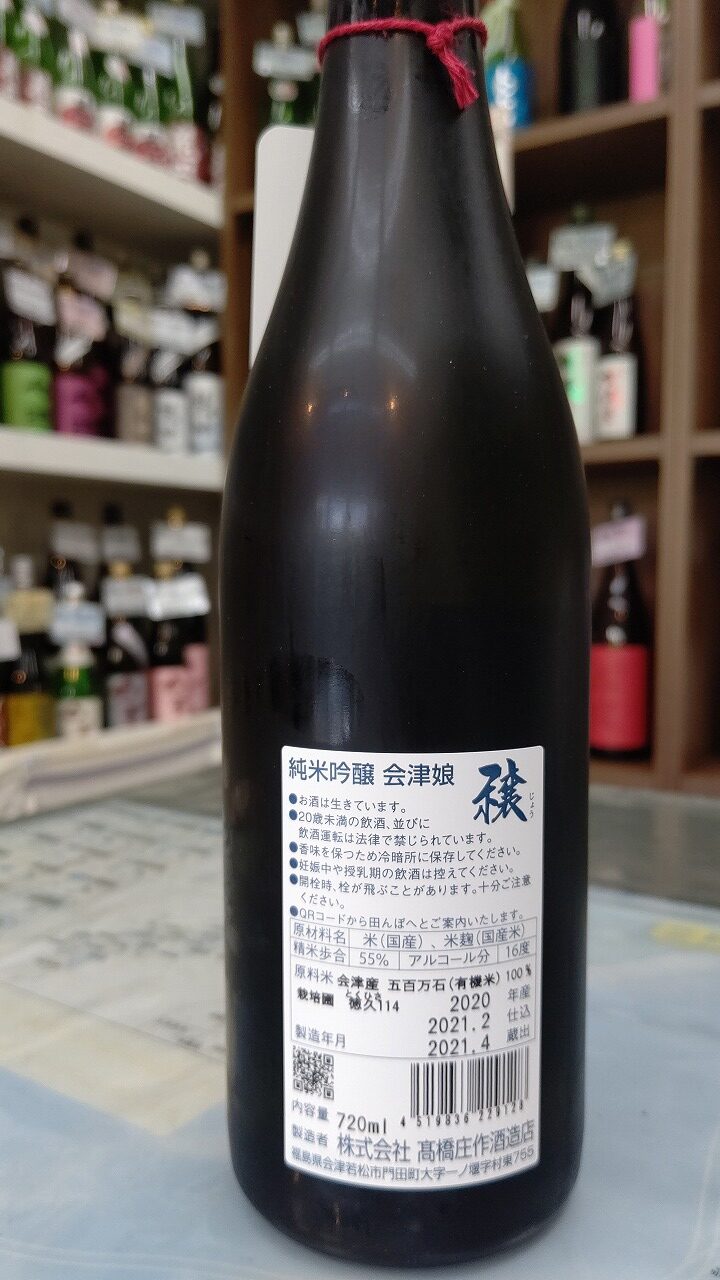 純米吟醸 会津娘 穣 じょう
●お酒は生きています。
●20歳未満の飲酒、並びに
飲酒運転は法律で禁じられています。
●香味を保つため冷暗所に保存してください。
●妊娠中や授乳期の飲酒は控えてください。
●開栓時、栓が飛ぶことがあります。十分ご注意
ください。
●QRコードから田んぼへとご案内いたします。
原材料名 米(国産)、米麹(国産米)
精米歩合 55% アルコール分 16度
原料米 会津産 五百万石(有機米) 100%
栽培圃 徳久114 とくひさ 2020 年産
2021.2 仕込
製造年月 2021.4 蔵出
4 519836 229128
内容量 720ml
製造者 株式会社 髙橋庄作酒造店
福島県会津若松市門田町大字一ノ堰字村東755